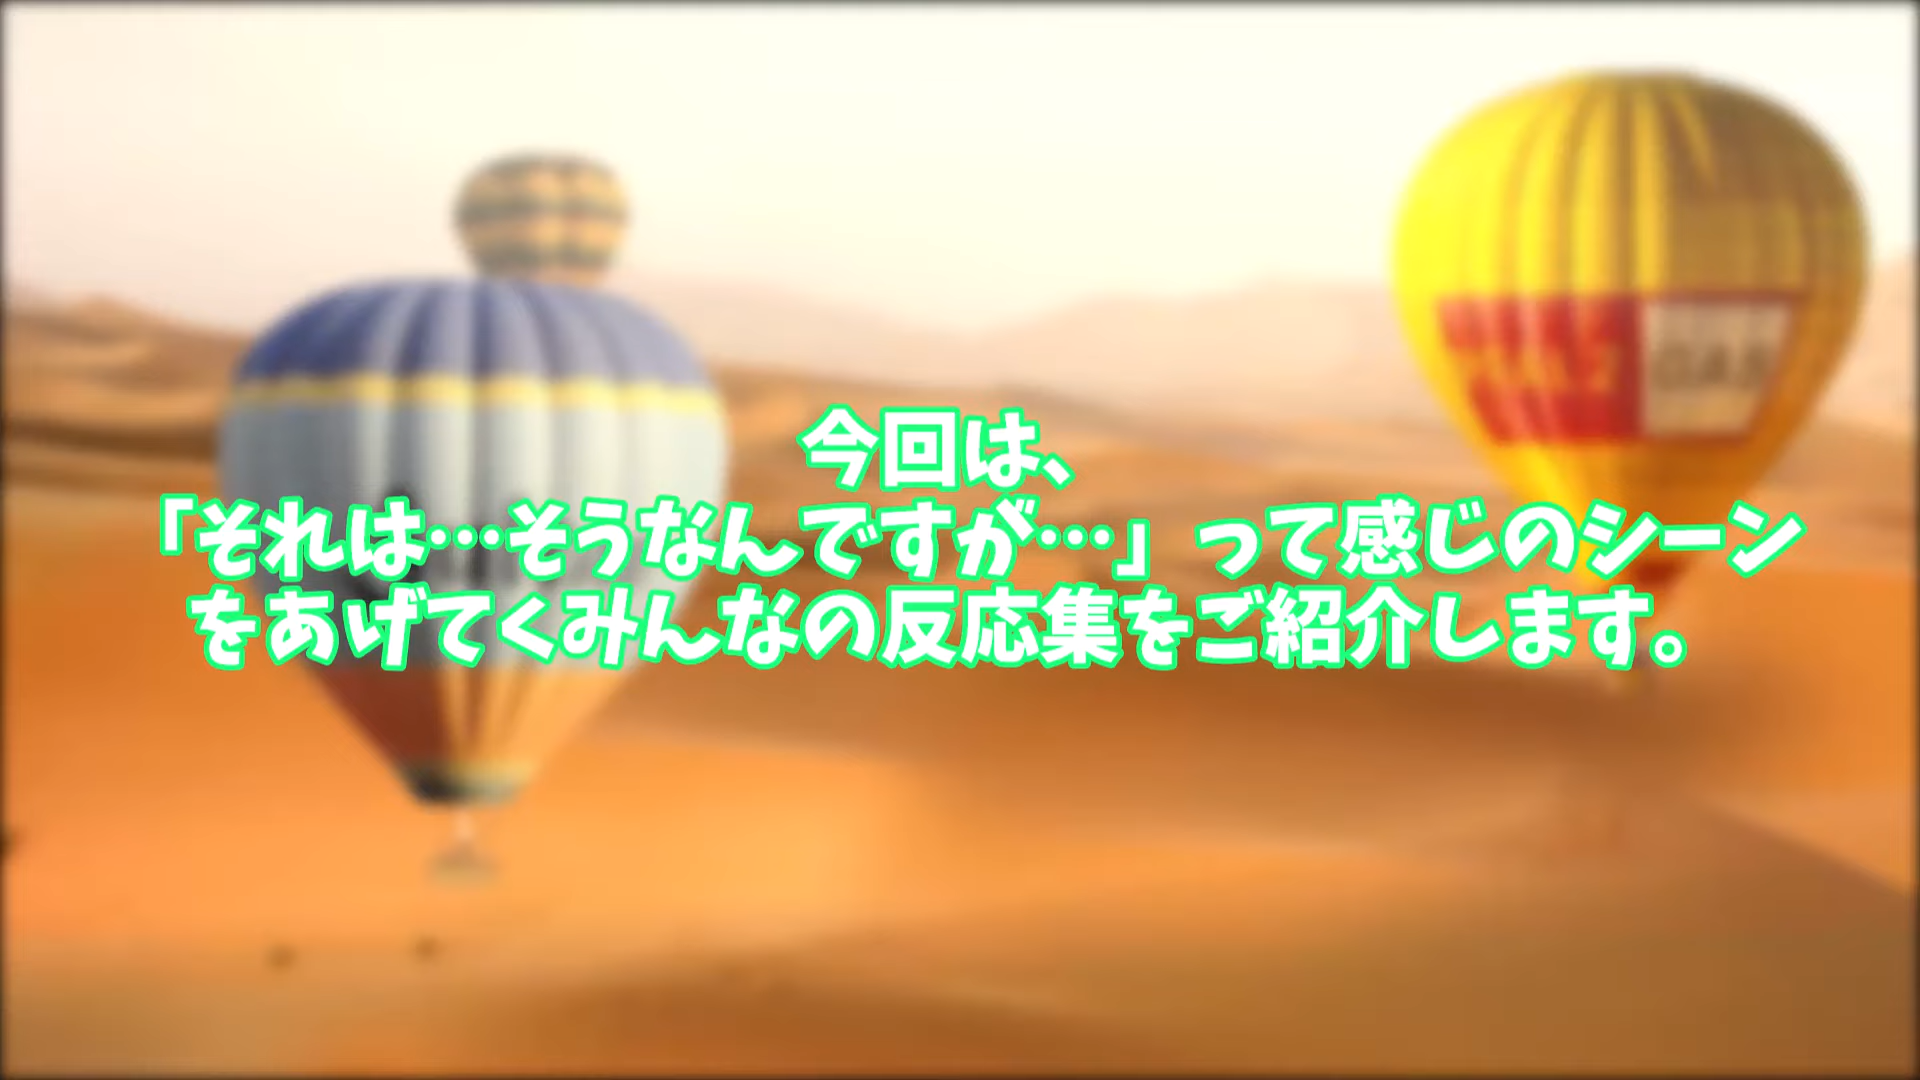 今回は、
「それは…そうなんですが…」って感じのシーン
をあげてくみんなの反応集をご紹介します。